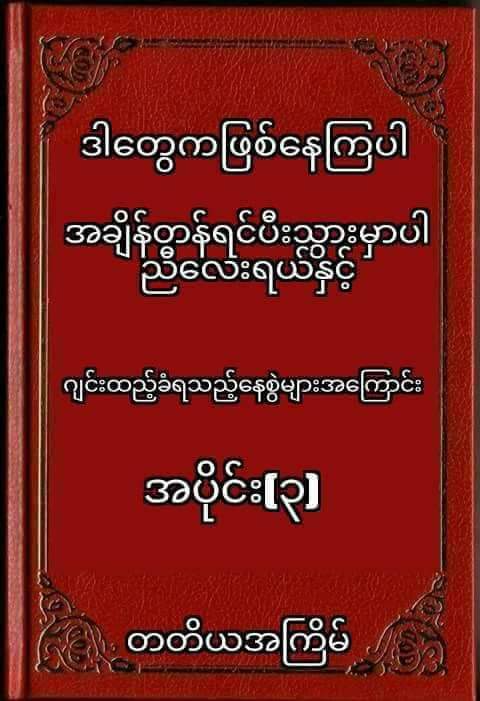 ဒါတွေကဖြစ်နေကြပါ
အချိန်တန်ရင်ပီးသွားမှာပါ
ညီလေးရယ်နှင့်
ဂျင်းထည့်ခံရသည့်နေ့စွဲများအကြောင်း
အပိုင်း[၃]
တတိယအကြိမ်